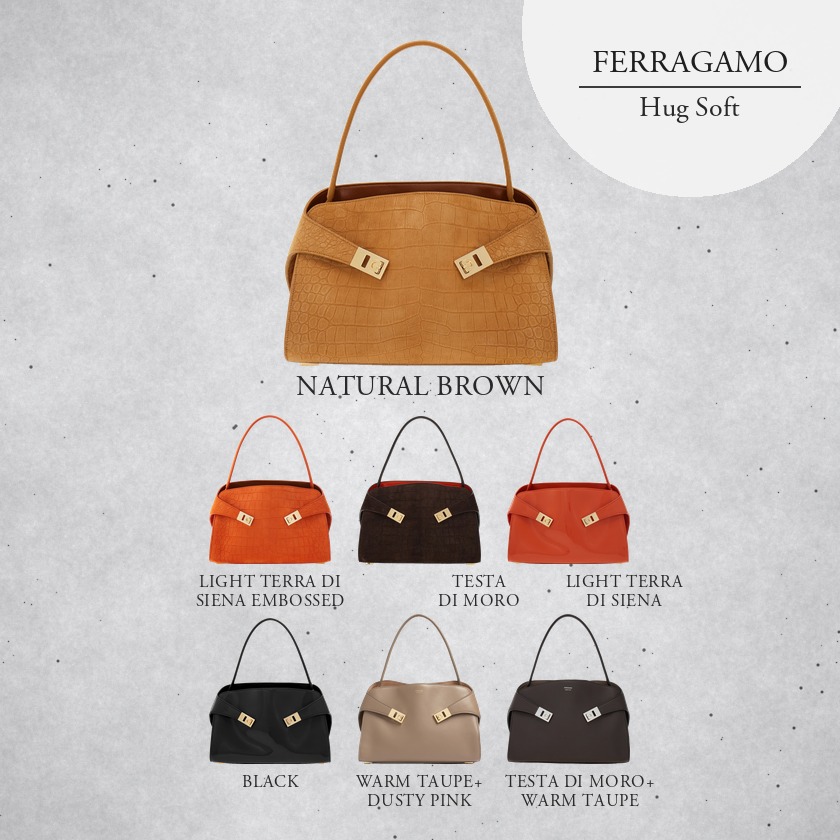 FERRAGAMO
Hug Soft
NATURAL BROWN
LIGHT TERRA DI
SIENA EMBOSSED
TESTA
DI MORO
LIGHT TERRA
DI SIENA
BLACK
WARM TAUPE+
DUSTY PINK
TESTA DI MORO+
WARM TAUPE